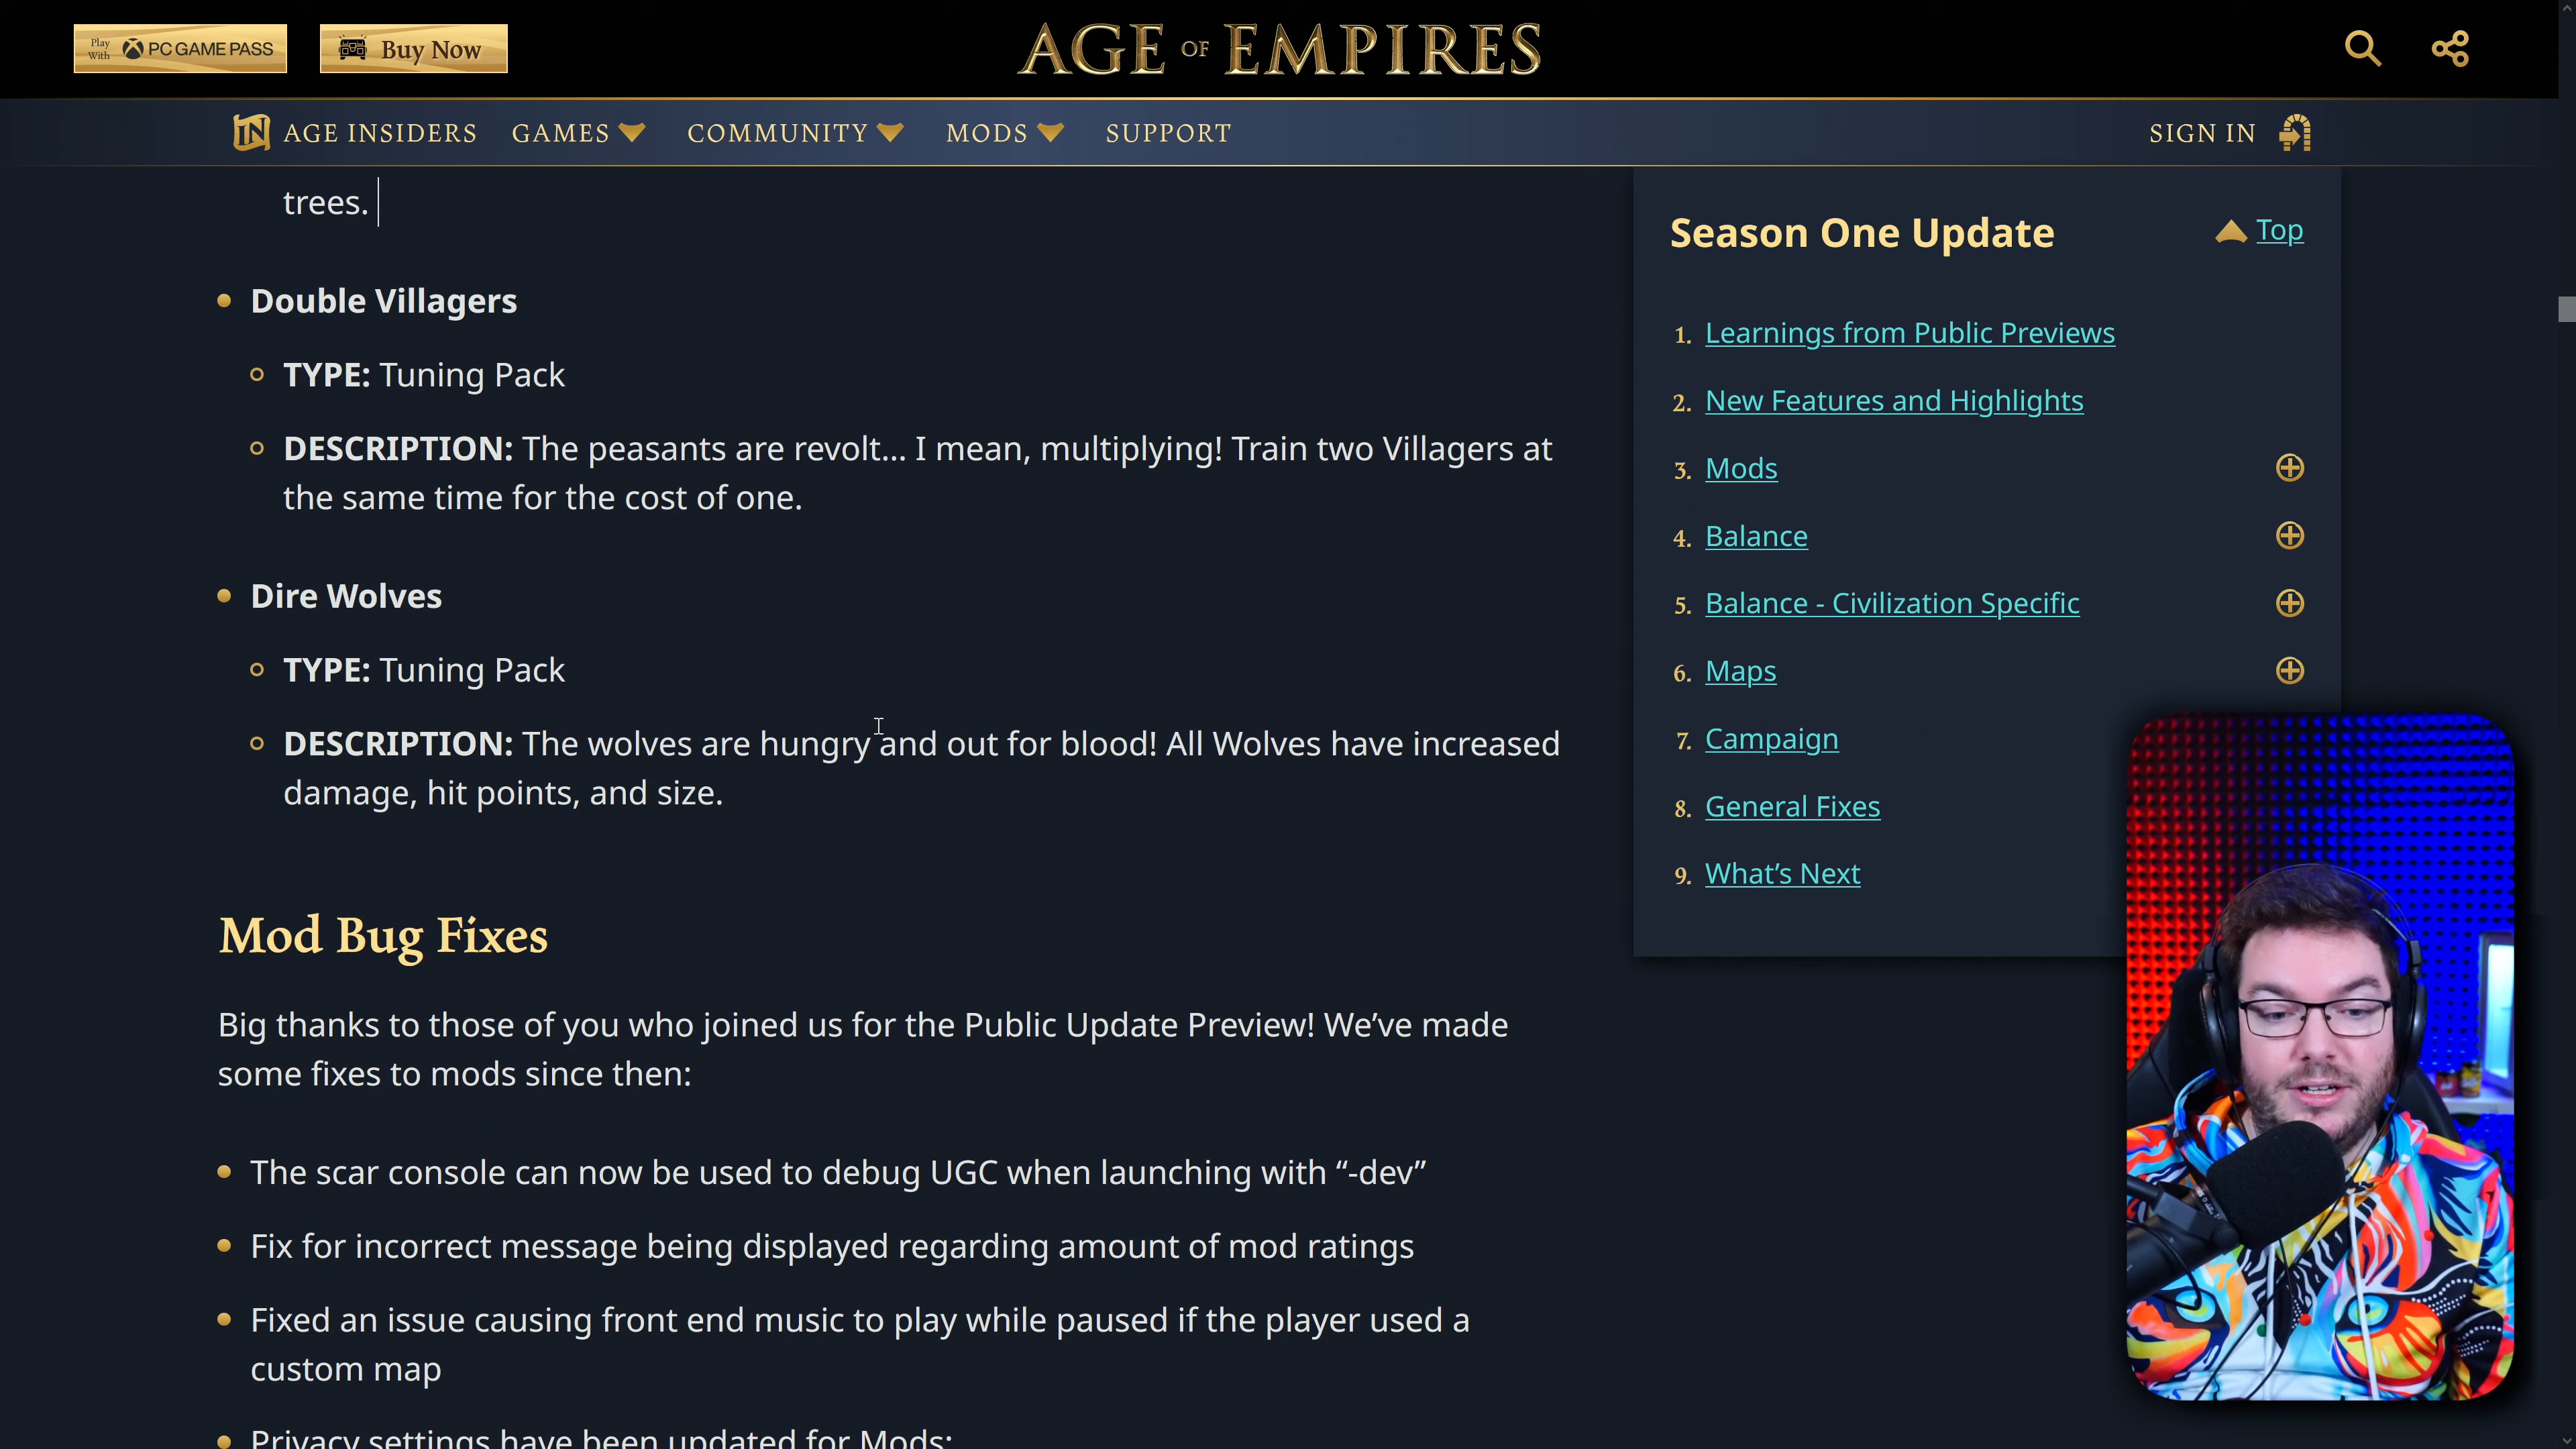 Play With PC GAME PASS
Buy Now
AGE OF EMPIRES
IN AGE INSIDERS GAMES COMMUNITY MODS SUPPORT SIGN IN
trees.
Double Villagers
TYPE: Tuning Pack
DESCRIPTION: The peasants are revolt... I mean, multiplying! Train two Villagers at
the same time for the cost of one.
Dire Wolves
TYPE: Tuning Pack
DESCRIPTION: The wolves are hungry and out for blood! All Wolves have increased
damage, hit points, and size.
Mod Bug Fixes
Big thanks to those of you who joined us for the Public Update Preview! We’ve made
some fixes to mods since then:
The scar console can now be used to debug UGC when launching with “-dev”
Fix for incorrect message being displayed regarding amount of mod ratings
Fixed an issue causing front end music to play while paused if the player used a
custom map
Privacy settings have been updated for Mods:
Season One Update Top
1. Learnings from Public Previews
2. New Features and Highlights
3. Mods
4. Balance
5. Balance - Civilization Specific
6. Maps
7. Campaign
8. General Fixes
9. What’s Next